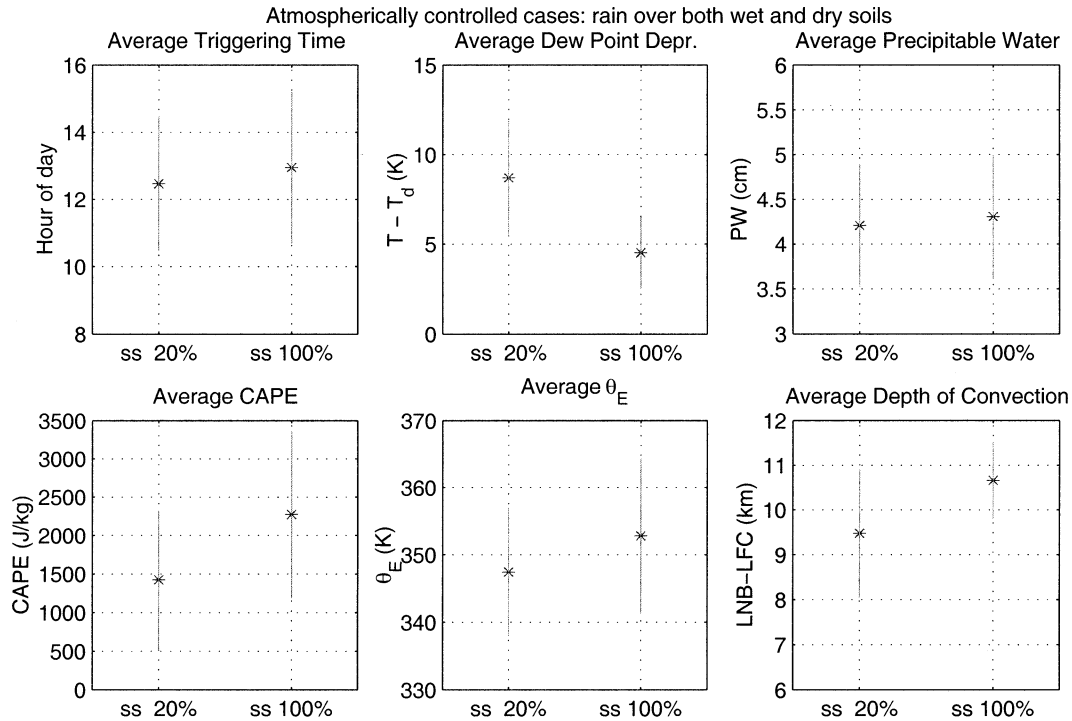 Atmospherically controlled cases: rain over both wet and dry soils
Average Triggering Time
16
14
12
10
8
Hour of day
ss 20%
ss 100%
Average Dew Point Depr.
15
10
5
0
T − T_d (K)
ss 20%
ss 100%
Average Precipitable Water
6
5.5
5
4.5
4
3.5
3
PW (cm)
ss 20%
ss 100%
Average CAPE
3500
3000
2500
2000
1500
1000
500
0
CAPE (J/kg)
ss 20%
ss 100%
Average θ_E
370
360
350
340
330
θ_E (K)
ss 20%
ss 100%
Average Depth of Convection
12
11
10
9
8
7
6
LNB−LFC (km)
ss 20%
ss 100%